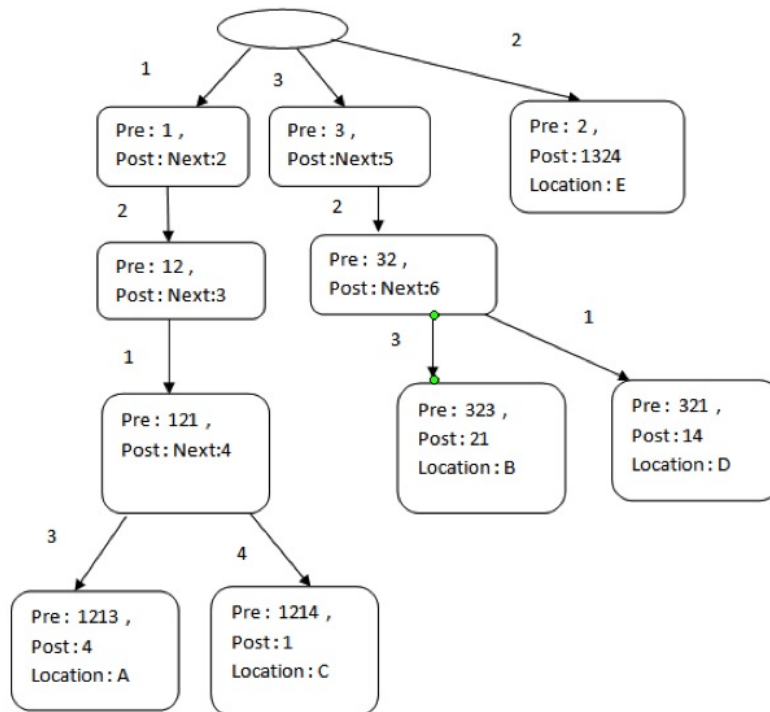 1
3
2
Pre: 1 ,
Post: Next:2
Pre: 3 ,
Post:Next:5
Pre: 2 ,
Post:1324
Location:E
2
2
Pre: 12 ,
Post:Next:3
Pre: 32 ,
Post:Next:6
1
3
1
Pre: 121 ,
Post:Next:4
Pre: 323 ,
Post:21
Location:B
Pre: 321 ,
Post:14
Location:D
3
4
Pre: 1213 ,
Post:4
Location:A
Pre: 1214 ,
Post:1
Location:C